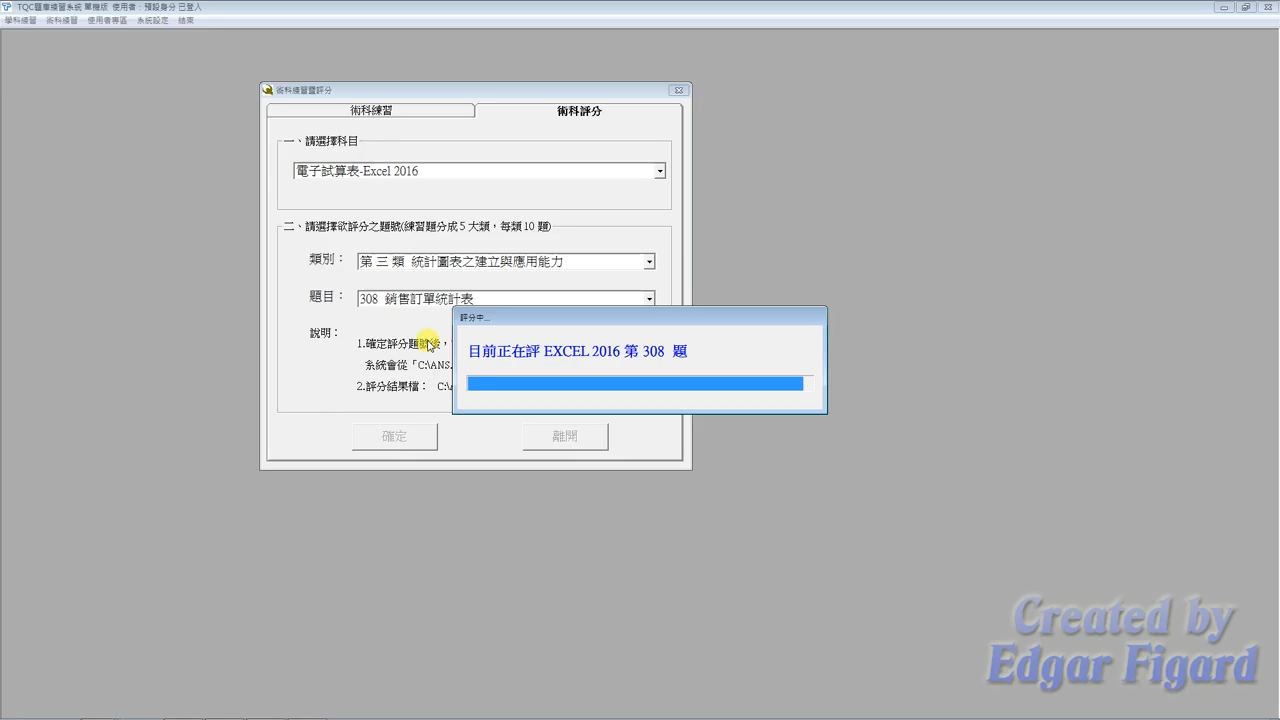 TQC題庫練習系統 單機版 使用者：預設身分 已登入
學科練習 術科練習 使用者專區 系統設定 結束
術科練習暨評分
術科練習 術科評分
一、請選擇科目
電子試算表-Excel 2016
二、請選擇欲評分之題號(練習題分成 5 大類，每類 10 題)
類別： 第 三 類 統計圖表之建立與應用能力
題目： 308 銷售訂單統計表
說明：
1.確定評分題號後，
系統會從「C:\ANS.
2.評分結果檔： C:\
評分中...
目前正在評 EXCEL 2016 第 308 題
確定 離開
Created by
Edgar Figard